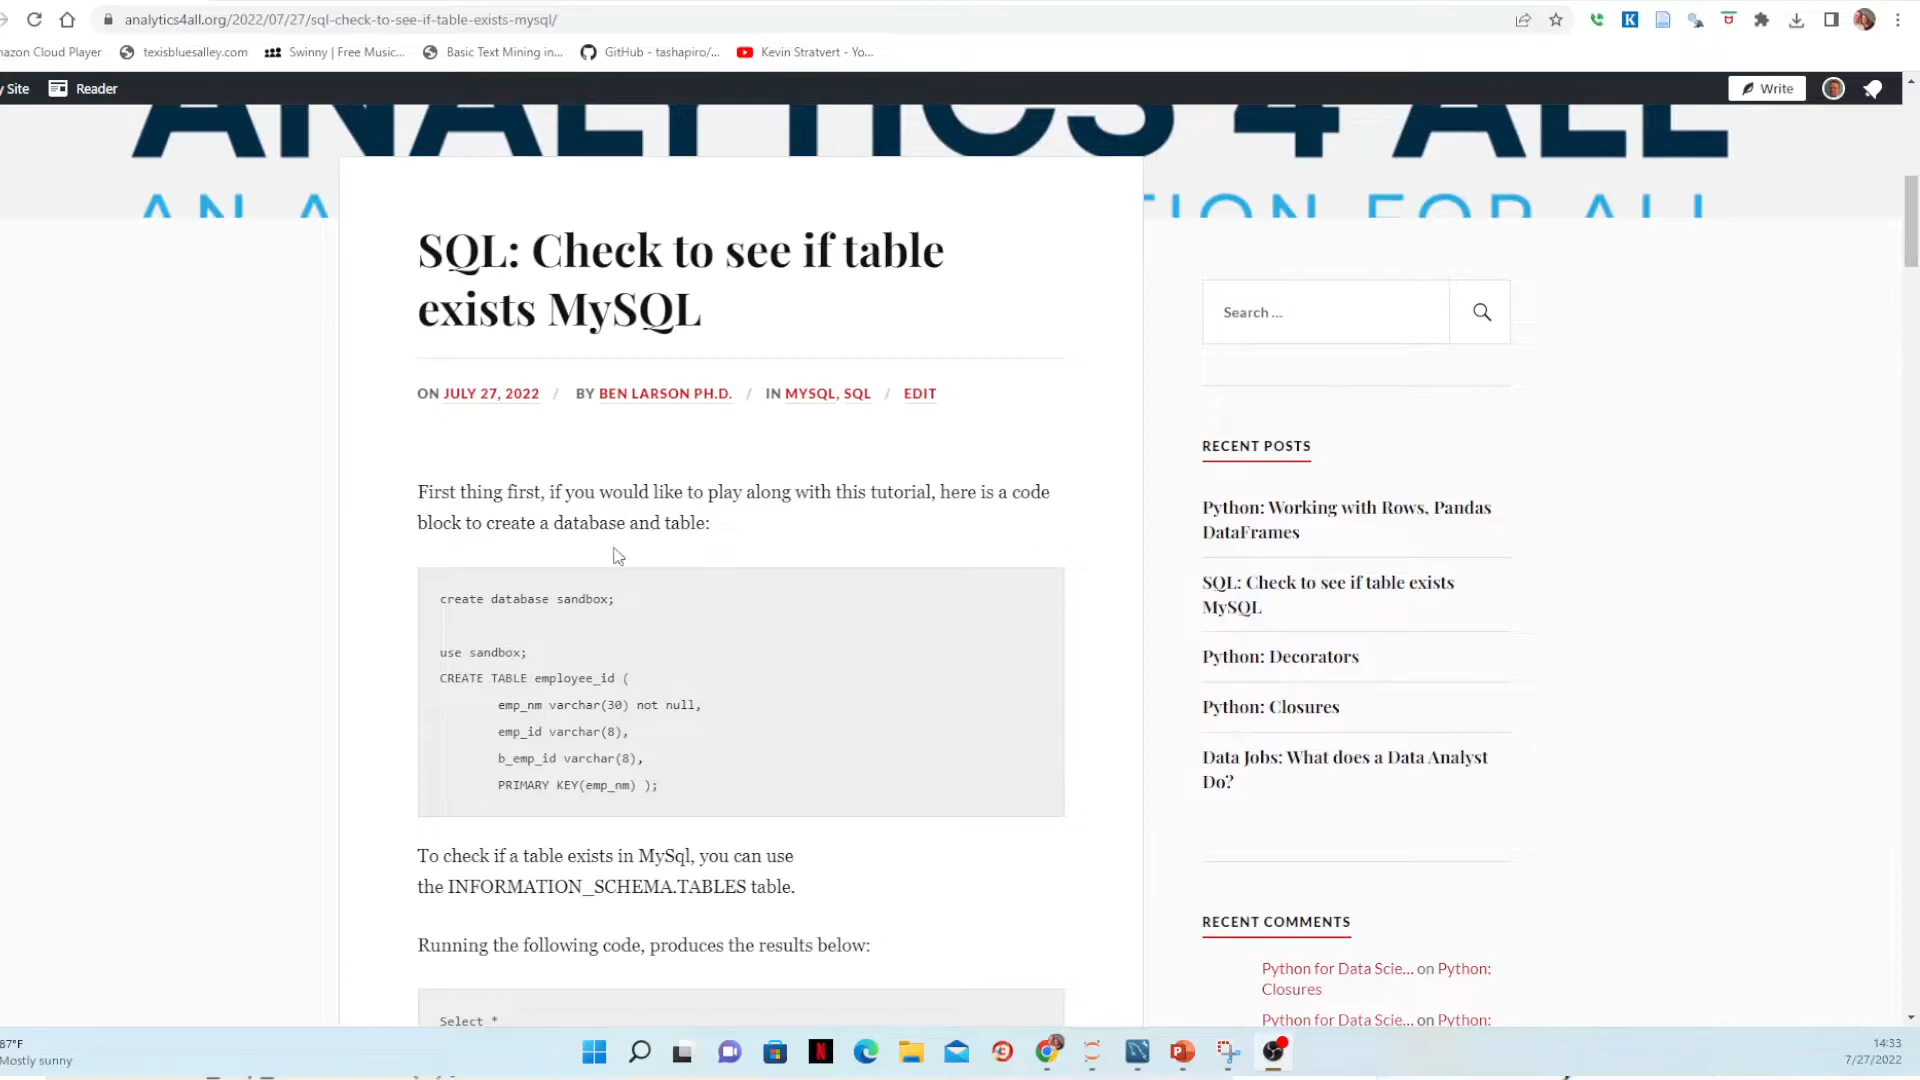 analytics4all.org/2022/07/27/sql-check-to-see-if-table-exists-mysql/
mazon Cloud Player
texisbluesalley.com
Swinny | Free Music...
Basic Text Mining in...
GitHub - tashapiro/...
Kevin Stratvert - Yo...
y Site
Reader
Write
ANALYTICS 4 ALL
SQL: Check to see if table
exists MySQL
ON JULY 27, 2022 / BY BEN LARSON PH.D. / IN MYSQL, SQL / EDIT
First thing first, if you would like to play along with this tutorial, here is a code
block to create a database and table:
create database sandbox;
use sandbox;
CREATE TABLE employee_id (
emp_nm varchar(30) not null,
emp_id varchar(8),
b_emp_id varchar(8),
PRIMARY KEY(emp_nm) );
To check if a table exists in MySql, you can use
the INFORMATION_SCHEMA.TABLES table.
Running the following code, produces the results below:
Select *
Search ...
RECENT POSTS
Python: Working with Rows, Pandas
DataFrames
SQL: Check to see if table exists
MySQL
Python: Decorators
Python: Closures
Data Jobs: What does a Data Analyst
Do?
RECENT COMMENTS
Python for Data Scie... on Python:
Closures
Python for Data Scie... on Python:
87°F
Mostly sunny
14:33
7/27/2022